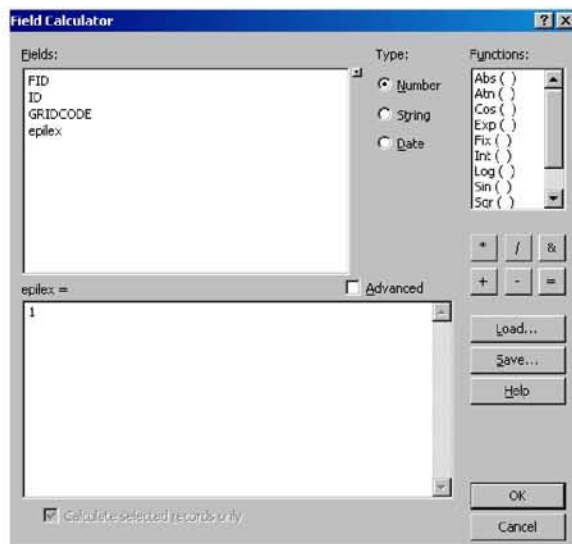 Field Calculator
Fields:
FID
ID
GRIDCODE
epilex
Type:
Number
String
Date
Functions:
Abs ( )
Atn ( )
Cos ( )
Exp ( )
Fix ( )
Int ( )
Log ( )
Sin ( )
Sqr ( )
* / &
+ - =
epilex =
Advanced
1
Load...
Save...
Help
Calculate selected records only
OK
Cancel